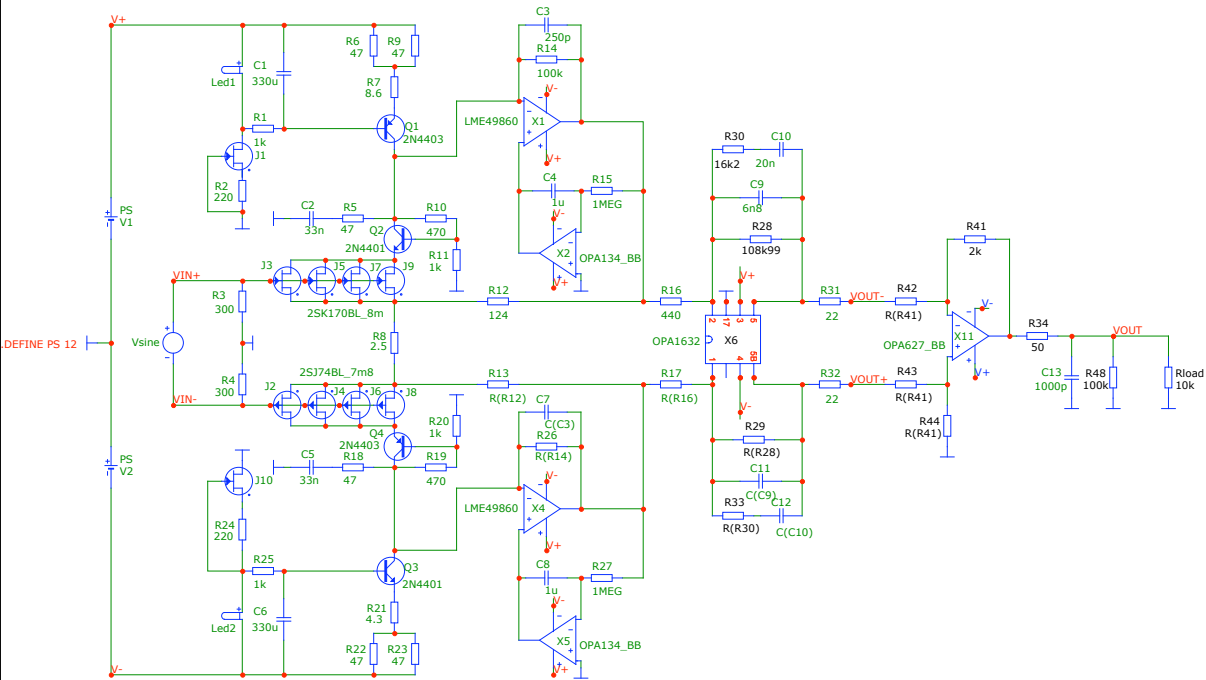 V+
C3
250p
R14
100k
R6
47
R9
47
C1
330u
Led1
R7
8.6
V-
R1
1k
Q1
2N4403
LME49860
X1
J1
V+
R30
16k2
C10
20n
R2
220
C4
1u
R15
1MEG
C9
6n8
PS
V1
C2
33n
R5
47
R10
470
V-
R28
108k99
R41
2k
Q2
2N4401
R11
1k
X2
OPA134_BB
J3
J5
J7
J9
VIN+
V+
V+
R3
300
2SK170BL_8m
R12
124
R16
440
2
17
3
5
R31
22
VOUT-
R42
R(R41)
V-
X11
OPA627_BB
R34
50
VOUT
.DEFINE PS 12
Vsine
R8
2.5
OPA1632
X6
1
4
5B
R4
300
2SJ74BL_7m8
J2
J4
J6
J8
R13
R(R12)
R17
R(R16)
R32
22
VOUT+
R43
R(R41)
V+
C13
1000p
R48
100k
Rload
10k
VIN-
V-
C7
C(C3)
R20
1k
R44
R(R41)
Q4
2N4403
R26
R(R14)
R29
R(R28)
PS
V2
C5
33n
R18
47
R19
470
J10
V-
C11
C(C9)
LME49860
X4
R33
R(R30)
C12
C(C10)
R24
220
V+
R25
1k
Q3
2N4401
C8
1u
R27
1MEG
V-
Led2
C6
330u
R21
4.3
X5
OPA134_BB
R22
47
R23
47
V-
V+